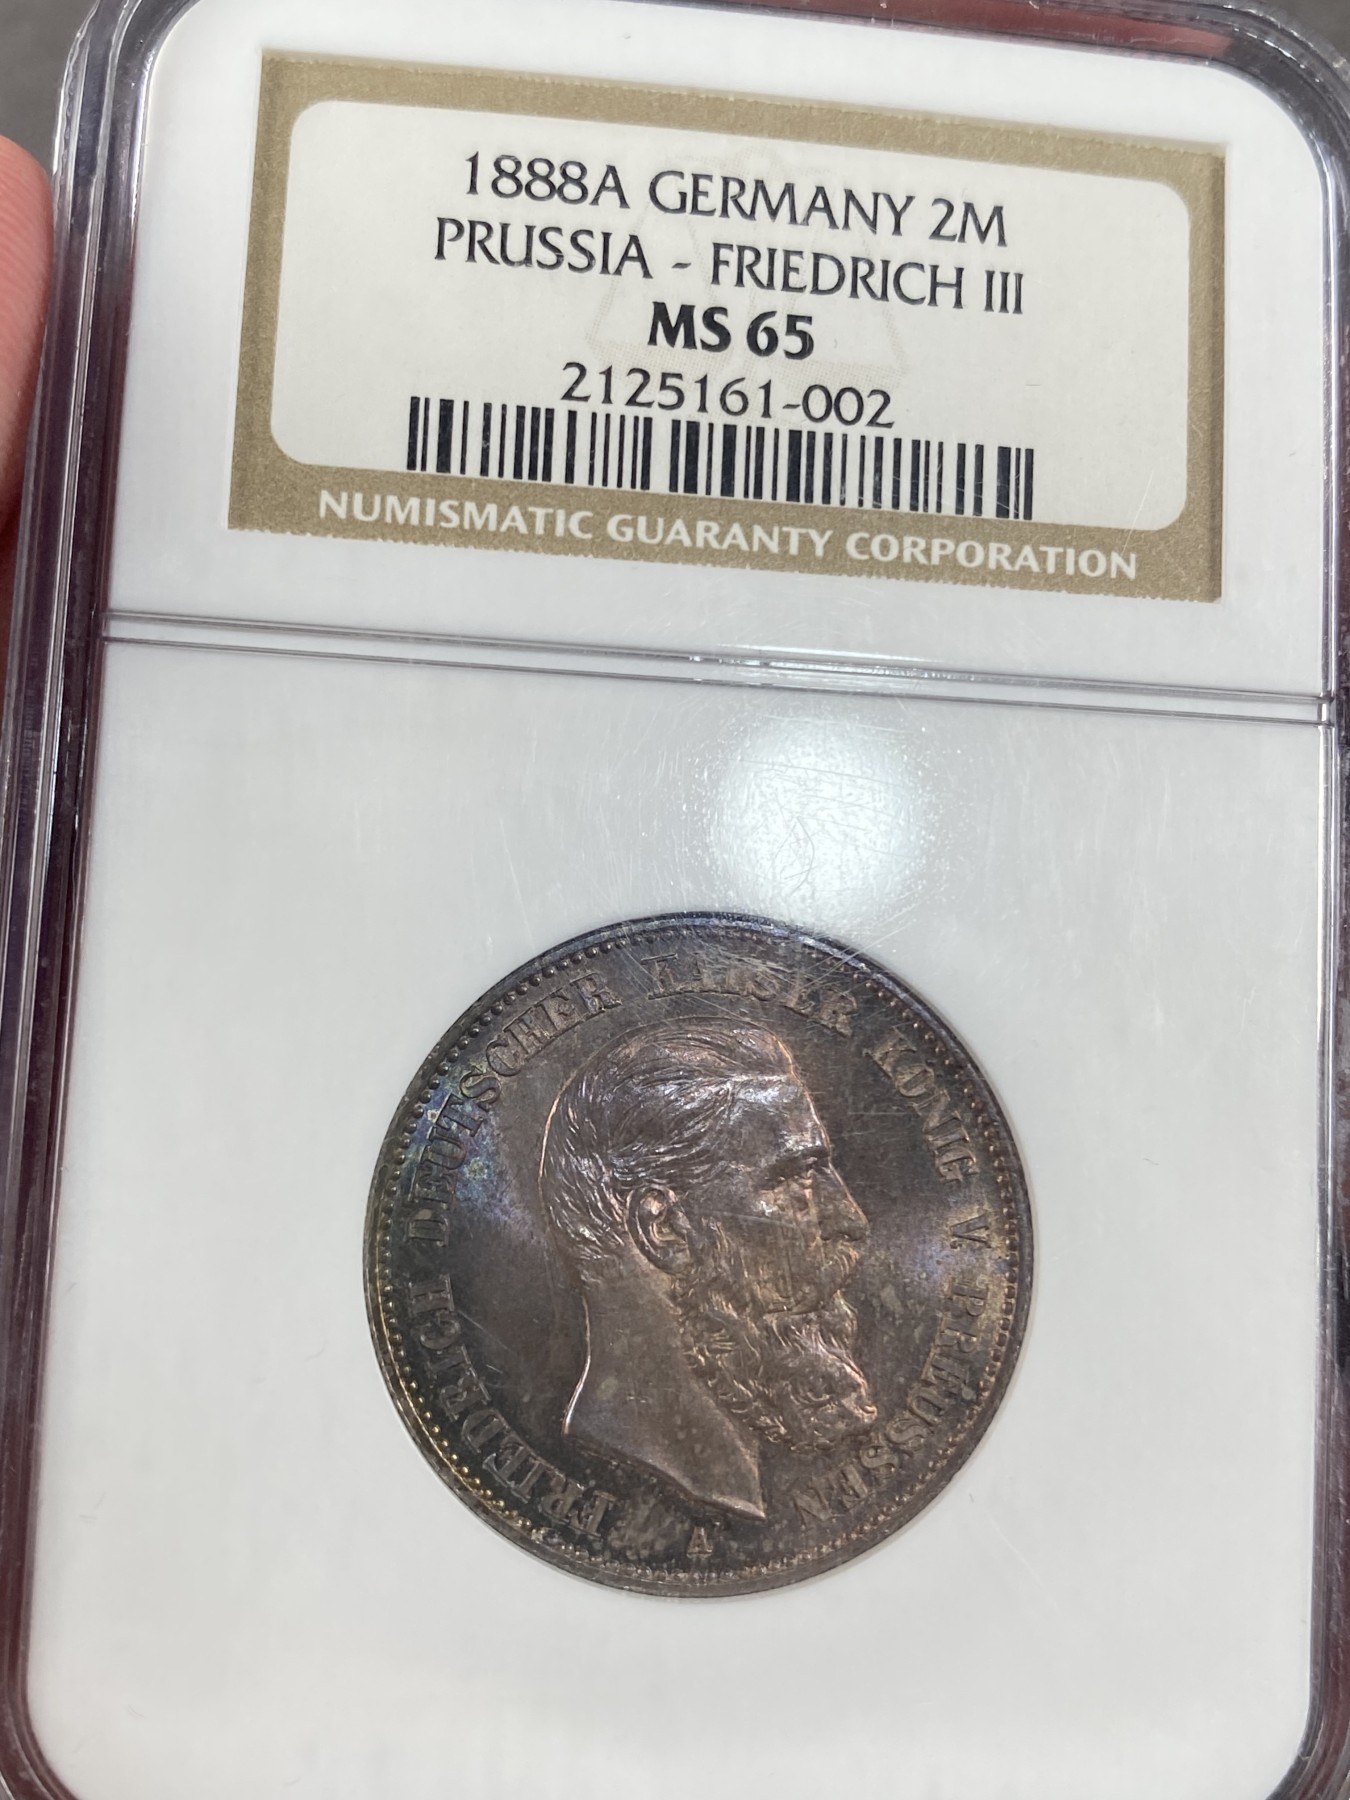 1888A GERMANY 2M
PRUSSIA - FRIEDRICH III
MS 65
2125161-002
NUMISMATIC GUARANTY CORPORATION
FRIEDRICH DEUTSCHER KAISER KÖNIG V. PREUSSEN
A